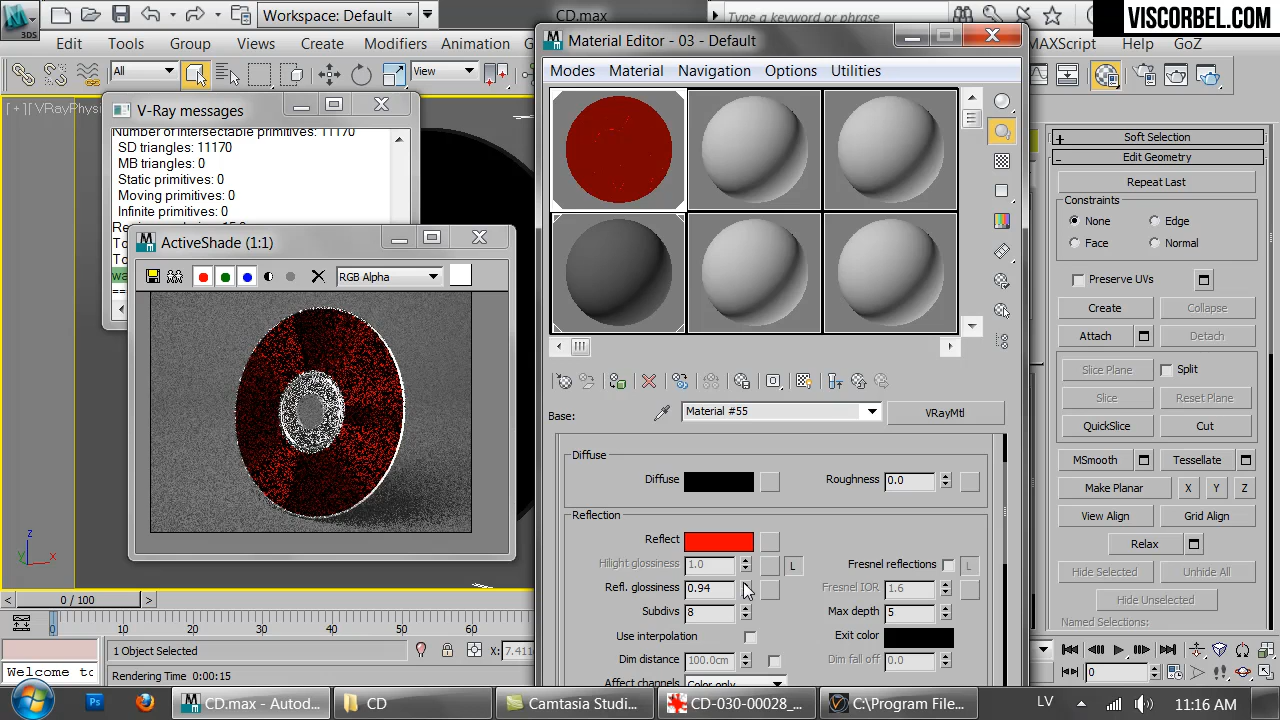 3DS
Workspace: Default
CD.max
Type a keyword or phrase
VISCORBEL.COM
Edit Tools Group Views Create Modifiers Animation
MAXScript Help GoZ
All
View
Material Editor - 03 - Default
Modes Material Navigation Options Utilities
V-Ray messages
Number of intersectable primitives: 11170
SD triangles: 11170
MB triangles: 0
Static primitives: 0
Moving primitives: 0
Infinite primitives: 0
ActiveShade (1:1)
RGB Alpha
Base:
Material #55
VRayMtl
Diffuse
Diffuse
Roughness 0.0
Reflection
Reflect
Hilight glossiness 1.0 L
Fresnel reflections L
Refl. glossiness 0.94
Fresnel IOR 1.6
Subdivs 8
Max depth 5
Use interpolation
Exit color
Dim distance 100.0cm
Dim fall off 0.0
Affect channels Color only
+ Soft Selection
- Edit Geometry
Repeat Last
Constraints
None Edge
Face Normal
Preserve UVs
Create Collapse
Attach Detach
Slice Plane Split
Slice Reset Plane
QuickSlice Cut
MSmooth Tessellate
Make Planar X Y Z
View Align Grid Align
Relax
Hide Selected Unhide All
Hide Unselected
Named Selections:
z
x
0 / 100
0 10 20 30 40 50 60
1 Object Selected
X: 7.411
Welcome to
Rendering Time 0:00:15
0
CD.max - Autod...
CD
Camtasia Studi...
CD-030-00028_...
C:\Program File...
LV
11:16 AM